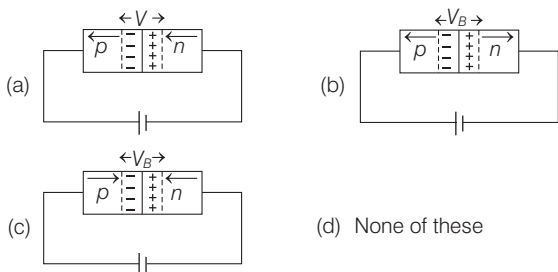 V
p − − − − + + + + n
(a)
V_B
p − − − − + + + + n
(b)
V_B
p − − − − + + + + n
(c)
(d) None of these